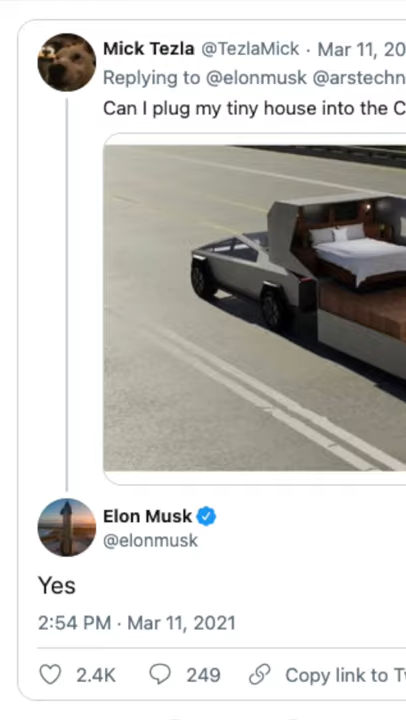 Mick Tezla @TezlaMick · Mar 11, 20
Replying to @elonmusk @arstechn
Can I plug my tiny house into the C
Elon Musk
@elonmusk
Yes
2:54 PM · Mar 11, 2021
2.4K 249 Copy link to T